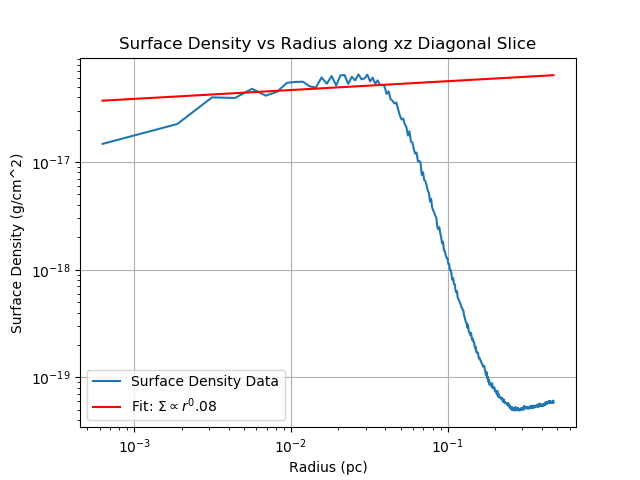 Surface Density vs Radius along xz Diagonal Slice
Surface Density (g/cm^2)
10⁻¹⁷
10⁻¹⁸
10⁻¹⁹
Surface Density Data
Fit: Σ ∝ r⁰.08
10⁻³
10⁻²
10⁻¹
Radius (pc)